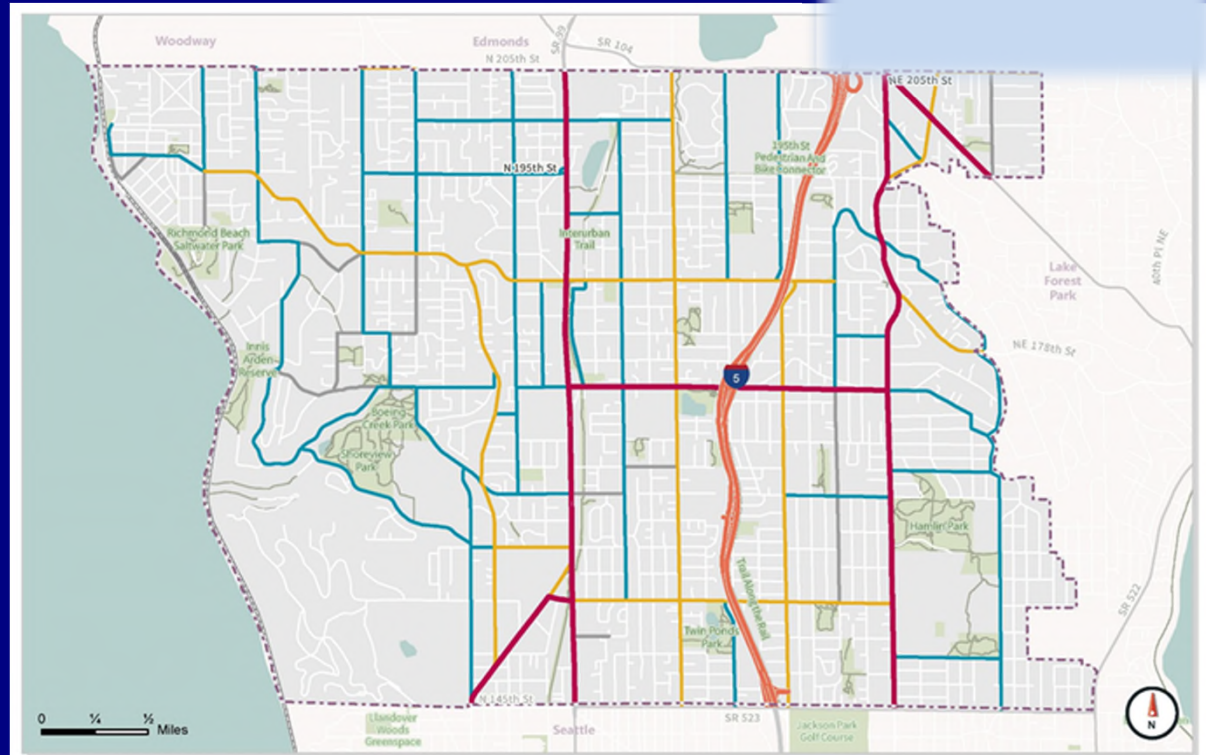 Woodway
Edmonds
SR 99
SR 104
N 205th St
NE 205th St
195th St
Pedestrian And
Bike Connector
N 195th St
Richmond Beach
Saltwater Park
Interurban
Trail
Lake
Forest
Park
40th Pl NE
Innis
Arden
Reserve
NE 178th St
5
Boeing
Creek Park
Shoreview
Park
Hamlin Park
Trail Along the Rail
SR 522
Twin Ponds
Park
N 145th St
0 ¼ ½
Miles
Llandover
Woods
Greenspace
Seattle
SR 523
Jackson Park
Golf Course
N